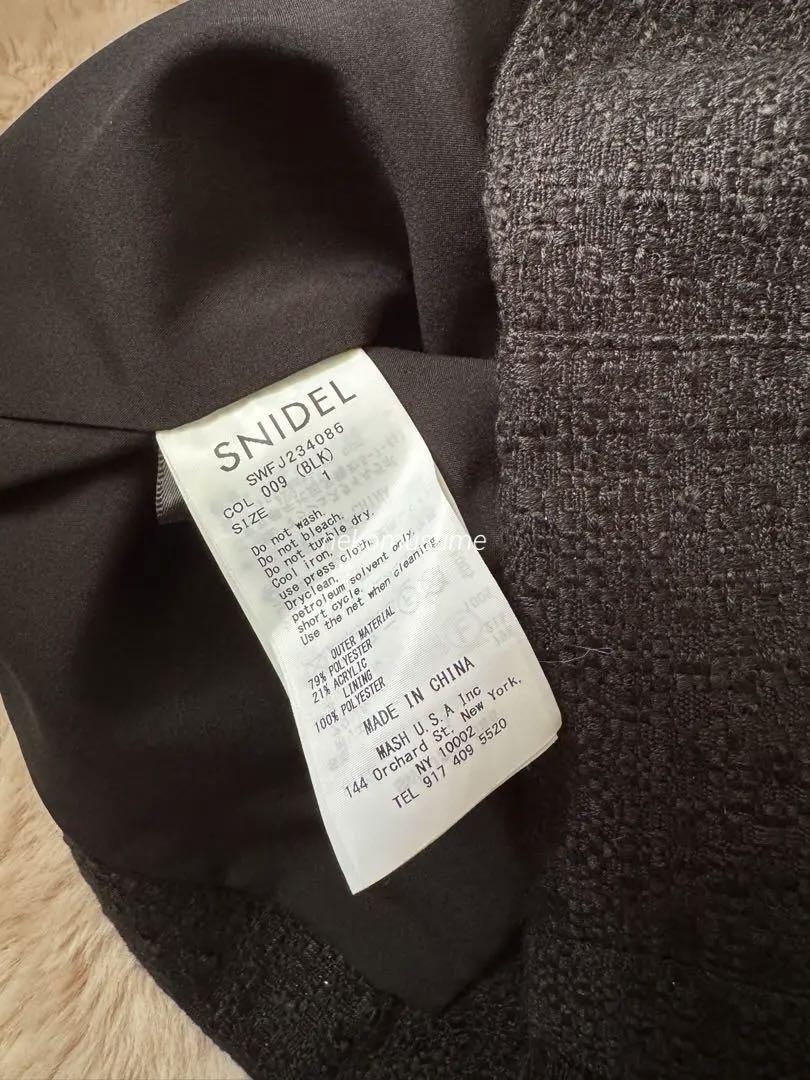 SNIDEL
SWFJ234086
COL 009 (BLK)
SIZE 1
Do not wash.
Do not bleach.
Do not tumble dry.
Cool iron,
use press cloth.
Dryclean,
petroleum solvent only.
short cycle.
Use the net when cleaning.
nekomusume
OUTER MATERIAL
79% POLYESTER
21% ACRYLIC
LINING
100% POLYESTER
MADE IN CHINA
MASH U.S.A Inc
144 Orchard St. New York,
NY 10002
TEL 917 409 5520